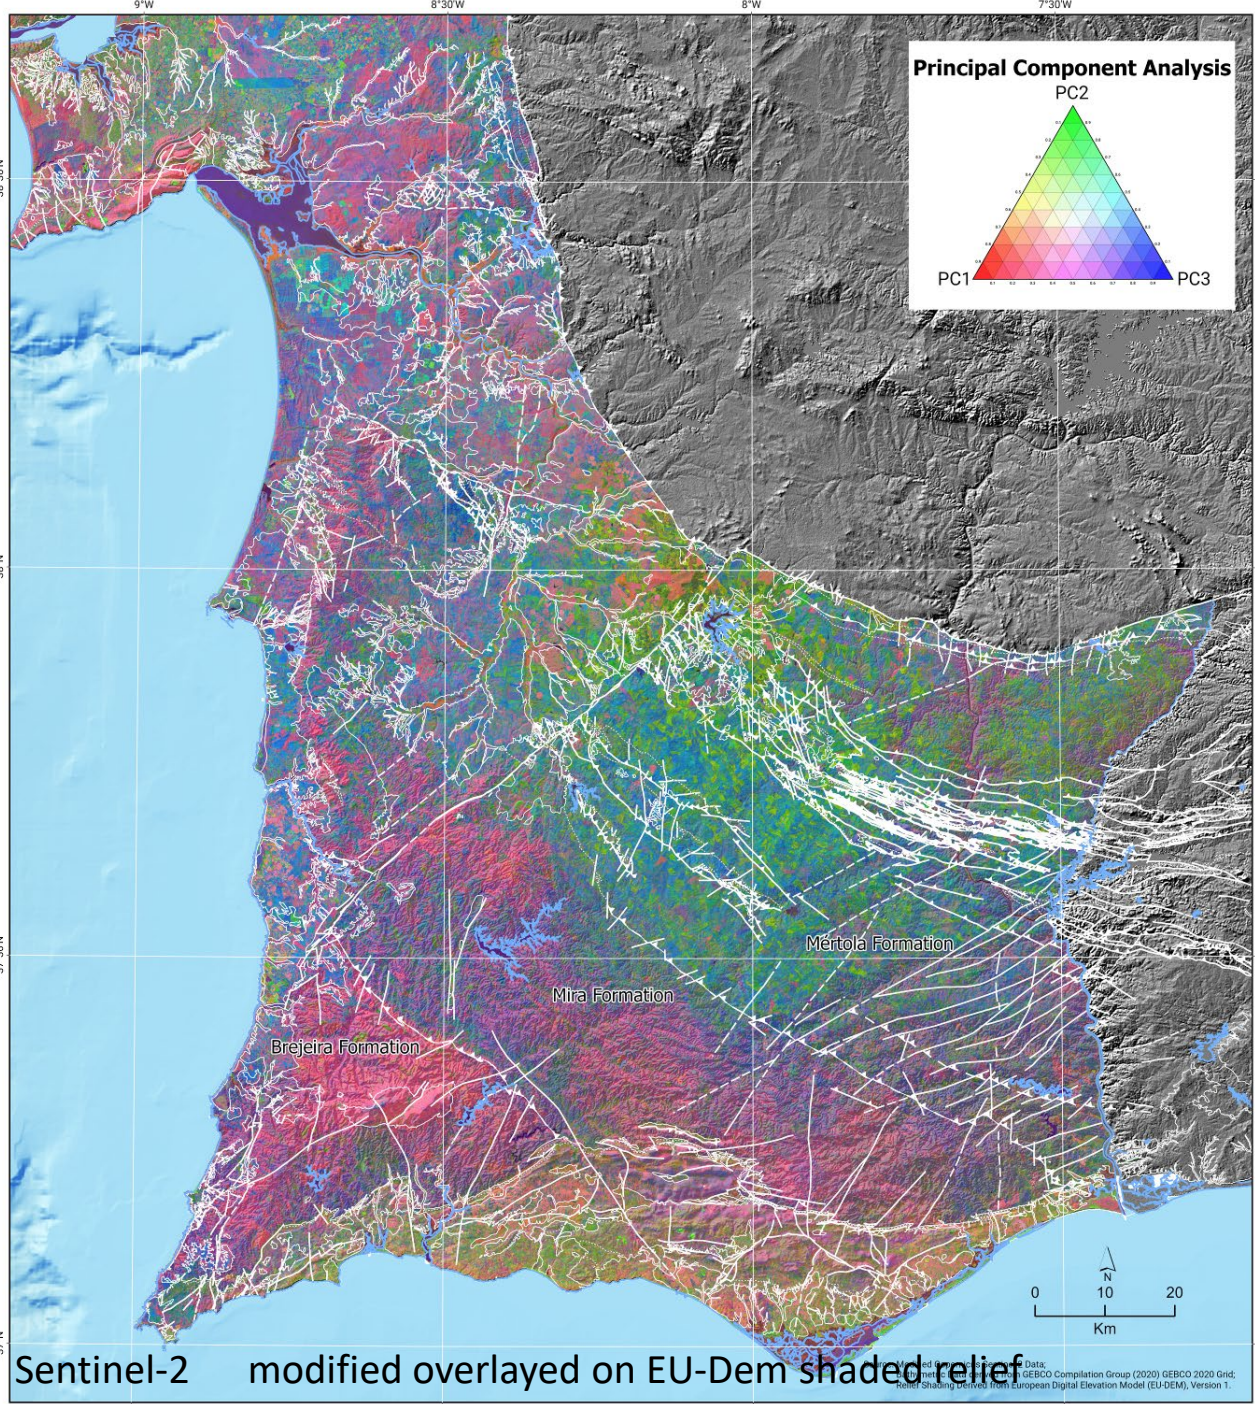 9°W 8°30'W 8°W 7°30'W
Principal Component Analysis
PC2
PC1 PC3
38°N
Mértola Formation
Mira Formation
Brejeira Formation
N
0 10 20
Km
Sentinel-2 modified overlayed on EU-Dem shaded relief
Data;
GEBCO Compilation Group (2020) GEBCO 2020 Grid;
Relief Shading Derived from European Digital Elevation Model (EU-DEM), Version 1.